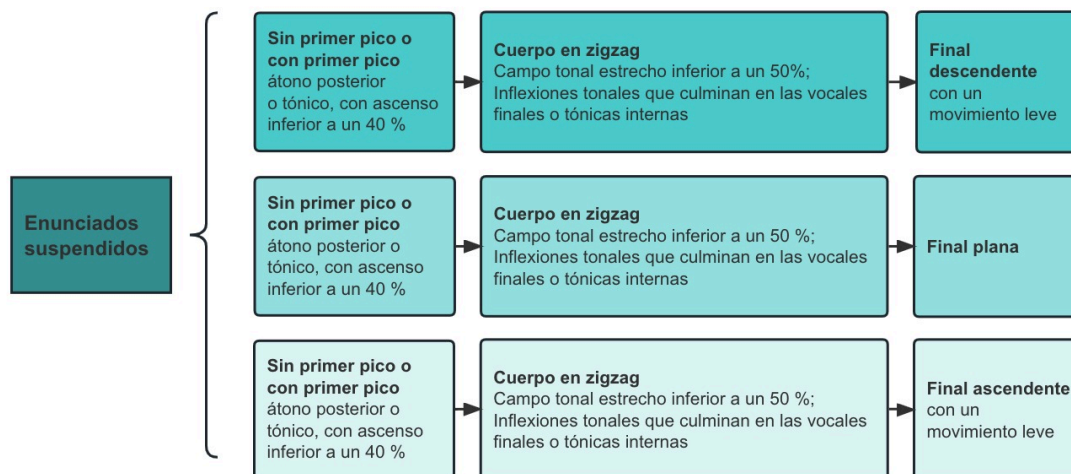 Enunciados
suspendidos
Sin primer pico o
con primer pico
átono posterior
o tónico, con ascenso
inferior a un 40 %
Cuerpo en zigzag
Campo tonal estrecho inferior a un 50%;
Inflexiones tonales que culminan en las vocales
finales o tónicas internas
Final
descendente
con un
movimiento leve
Sin primer pico o
con primer pico
átono posterior o
tónico, con ascenso
inferior a un 40 %
Cuerpo en zigzag
Campo tonal estrecho inferior a un 50 %;
Inflexiones tonales que culminan en las vocales
finales o tónicas internas
Final plana
Sin primer pico o
con primer pico
átono posterior o
tónico, con ascenso
inferior a un 40 %
Cuerpo en zigzag
Campo tonal estrecho inferior a un 50 %;
Inflexiones tonales que culminan en las vocales
finales o tónicas internas
Final ascendente
con un
movimiento leve